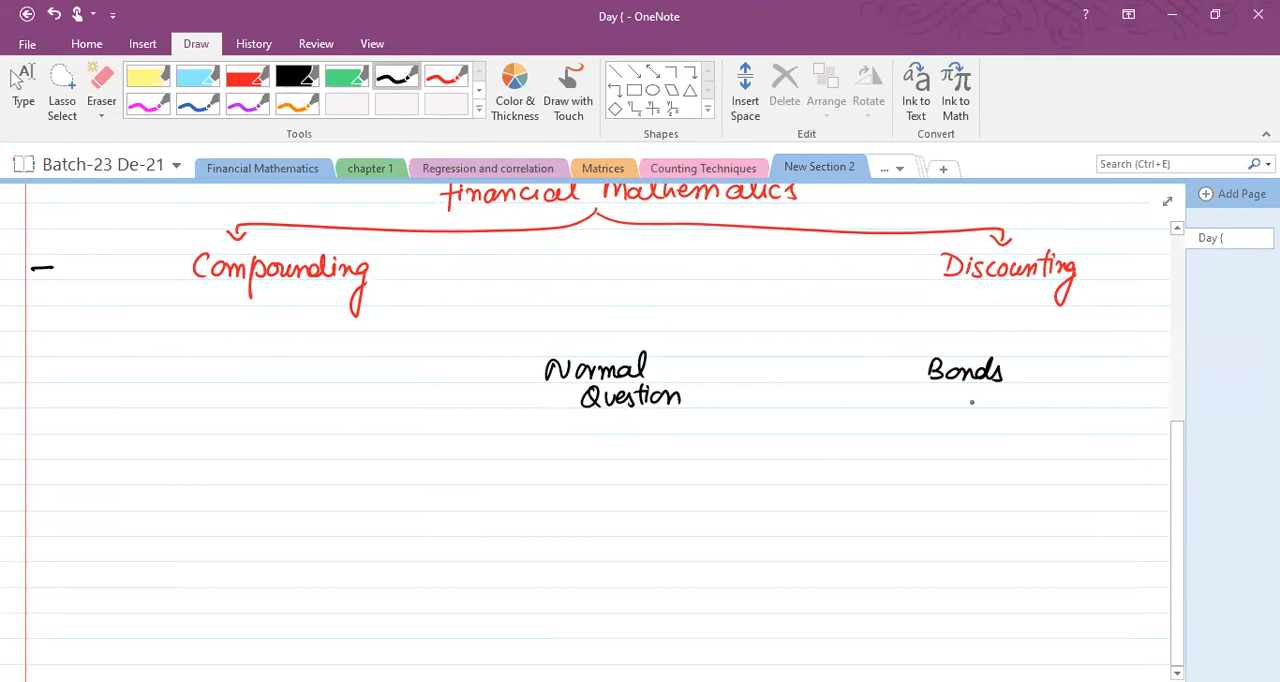 Day { - OneNote
File Home Insert Draw History Review View
Type
Lasso Select
Eraser
Color & Thickness
Draw with Touch
Insert Space
Delete
Arrange
Rotate
Ink to Text
Ink to Math
Tools
Shapes
Edit
Convert
Batch-23 De-21
Financial Mathematics
chapter 1
Regression and correlation
Matrices
Counting Techniques
New Section 2
...
Search (Ctrl+E)
Add Page
Day {
Financial Mathematics
Compounding
Discounting
Normal Question
Bonds